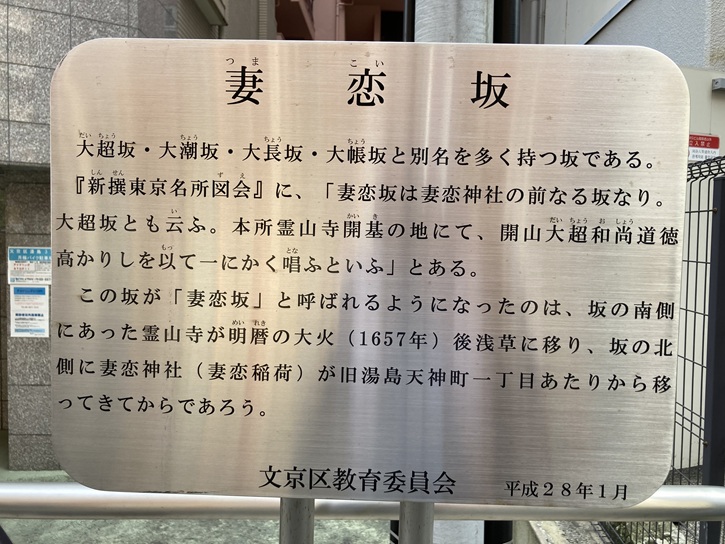 妻恋坂
大超坂・大潮坂・大長坂・大帳坂と別名を多く持つ坂である。
『新撰東京名所図会』に、「妻恋坂は妻恋神社の前なる坂なり。
大超坂とも云ふ。本所霊山寺開基の地にて、開山大超和尚道徳
高かりしを以て一にかく唱ふといふ」とある。
この坂が「妻恋坂」と呼ばれるようになったのは、坂の南側
にあった霊山寺が明暦の大火（1657年）後浅草に移り、坂の北
側に妻恋神社（妻恋稲荷）が旧湯島天神町一丁目あたりから移
ってきてからであろう。
文京区教育委員会 平成２８年１月